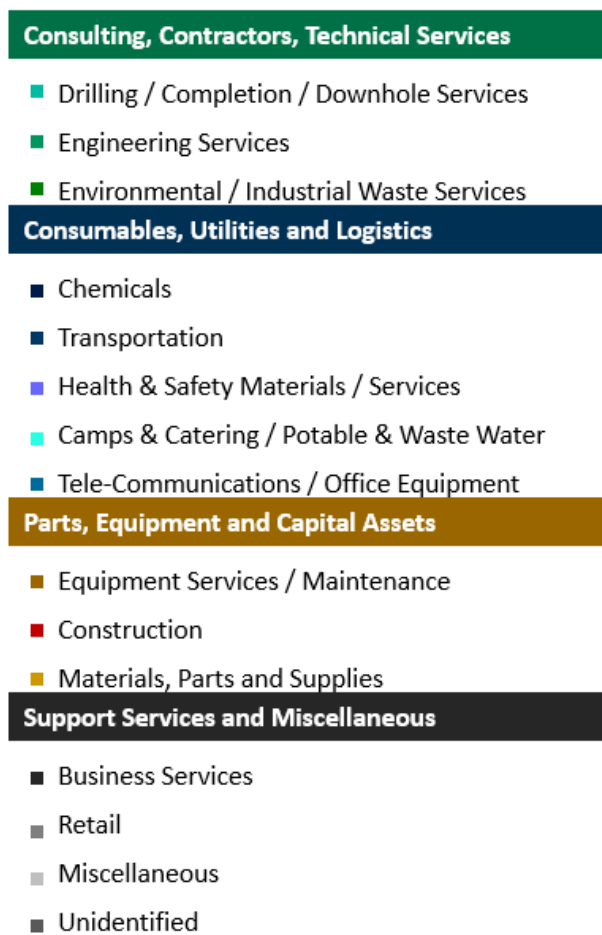 Consulting, Contractors, Technical Services
Drilling / Completion / Downhole Services
Engineering Services
Environmental / Industrial Waste Services
Consumables, Utilities and Logistics
Chemicals
Transportation
Health & Safety Materials / Services
Camps & Catering / Potable & Waste Water
Tele-Communications / Office Equipment
Parts, Equipment and Capital Assets
Equipment Services / Maintenance
Construction
Materials, Parts and Supplies
Support Services and Miscellaneous
Business Services
Retail
Miscellaneous
Unidentified